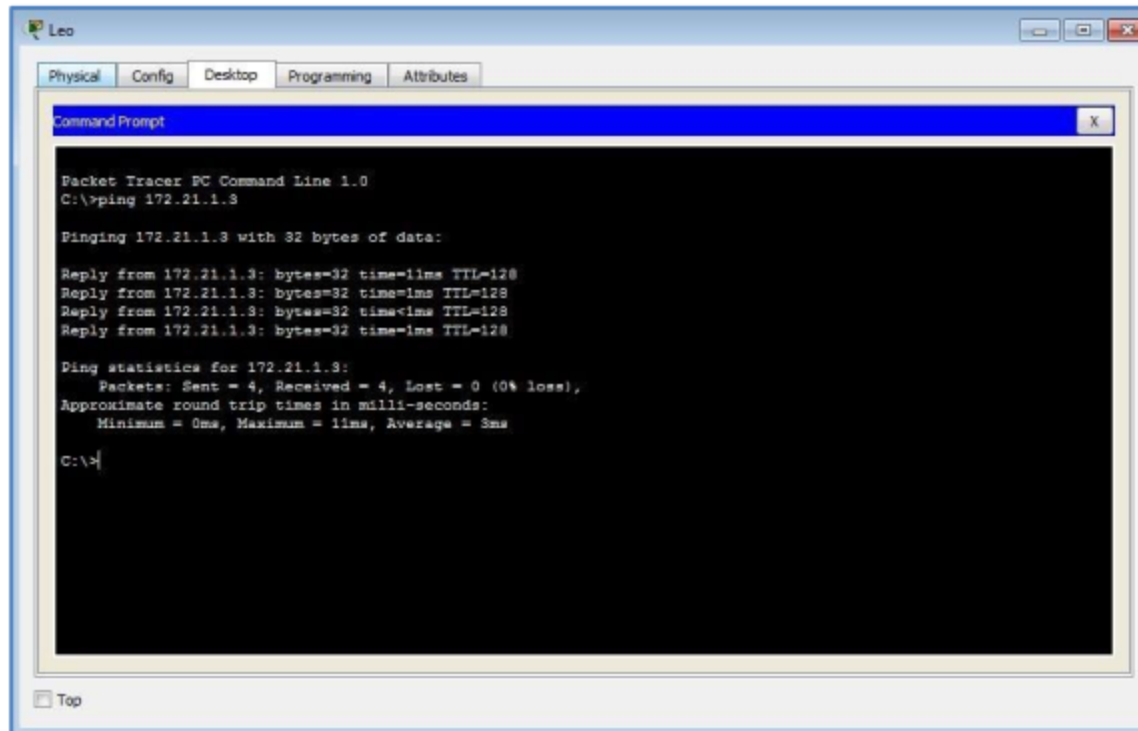 Leo
Physical Config Desktop Programming Attributes
Command Prompt X
Packet Tracer PC Command Line 1.0
C:\>ping 172.21.1.3
Pinging 172.21.1.3 with 32 bytes of data:
Reply from 172.21.1.3: bytes=32 time=11ms TTL=128
Reply from 172.21.1.3: bytes=32 time=1ms TTL=128
Reply from 172.21.1.3: bytes=32 time<1ms TTL=128
Reply from 172.21.1.3: bytes=32 time=1ms TTL=128
Ping statistics for 172.21.1.3:
Packets: Sent = 4, Received = 4, Lost = 0 (0% loss),
Approximate round trip times in milli-seconds:
Minimum = 0ms, Maximum = 11ms, Average = 3ms
C:\>
Top